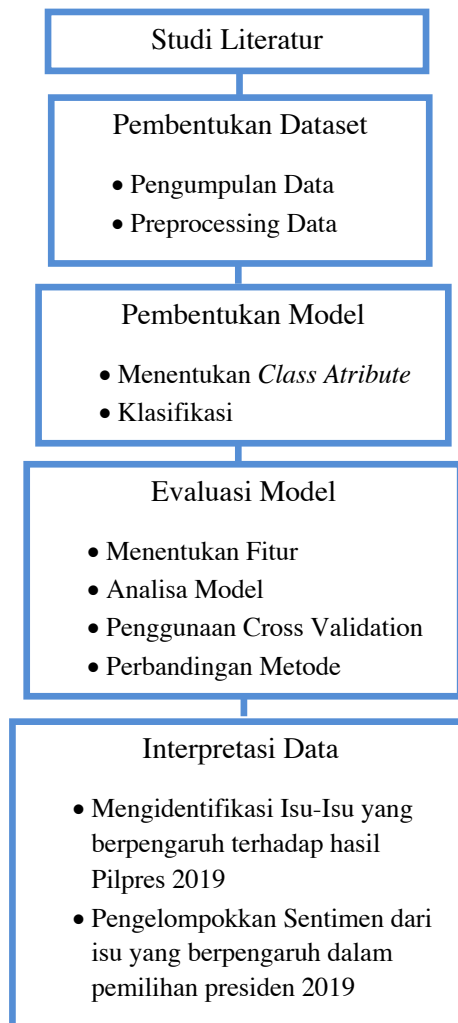 Studi Literatur
Pembentukan Dataset
• Pengumpulan Data
• Preprocessing Data
Pembentukan Model
• Menentukan Class Atribute
• Klasifikasi
Evaluasi Model
• Menentukan Fitur
• Analisa Model
• Penggunaan Cross Validation
• Perbandingan Metode
Interpretasi Data
• Mengidentifikasi Isu-Isu yang
berpengaruh terhadap hasil
Pilpres 2019
• Pengelompokkan Sentimen dari
isu yang berpengaruh dalam
pemilihan presiden 2019